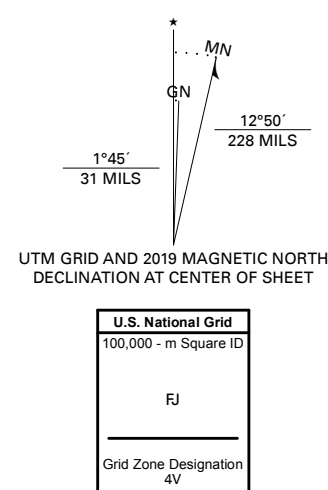 ★
MN
GN
12°50´
228 MILS
1°45´
31 MILS
UTM GRID AND 2019 MAGNETIC NORTH
DECLINATION AT CENTER OF SHEET
U.S. National Grid
100,000 - m Square ID
FJ
Grid Zone Designation
4V